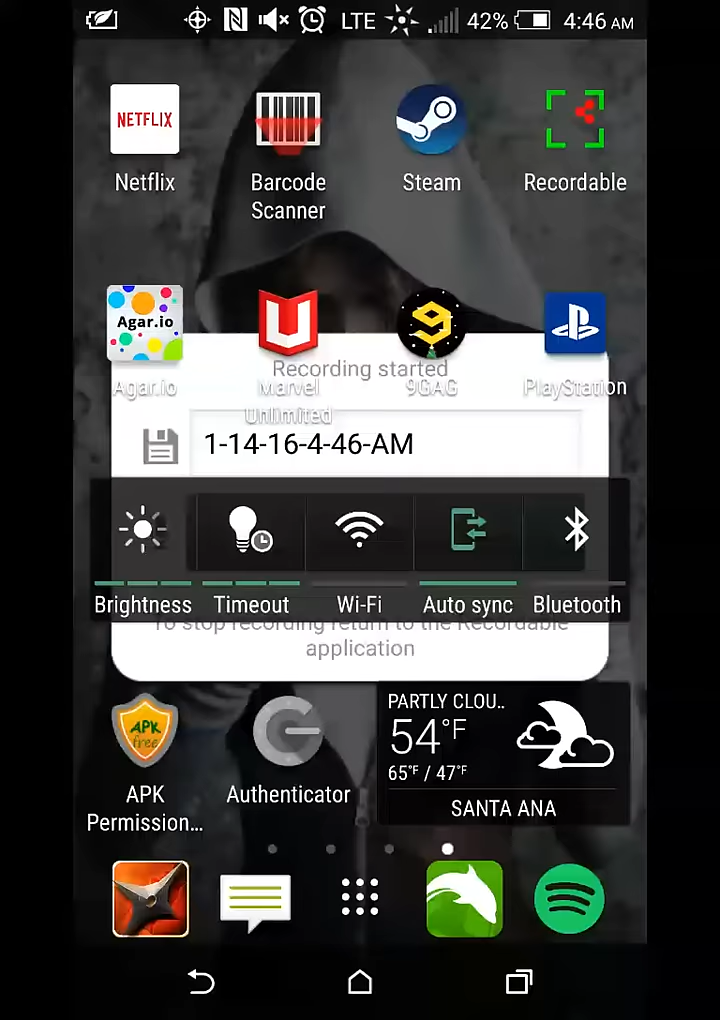 LTE 42% 4:46 AM
NETFLIX
Netflix
Barcode
Scanner
Steam
Recordable
Agar.io
Agar.io
Marvel
Unlimited
9GAG
PlayStation
Recording started
1-14-16-4-46-AM
Brightness
Timeout
Wi-Fi
Auto sync
Bluetooth
To stop recording return to the Recordable
application
APK
free
APK
Permission...
Authenticator
PARTLY CLOU..
54°F
65°F / 47°F
SANTA ANA